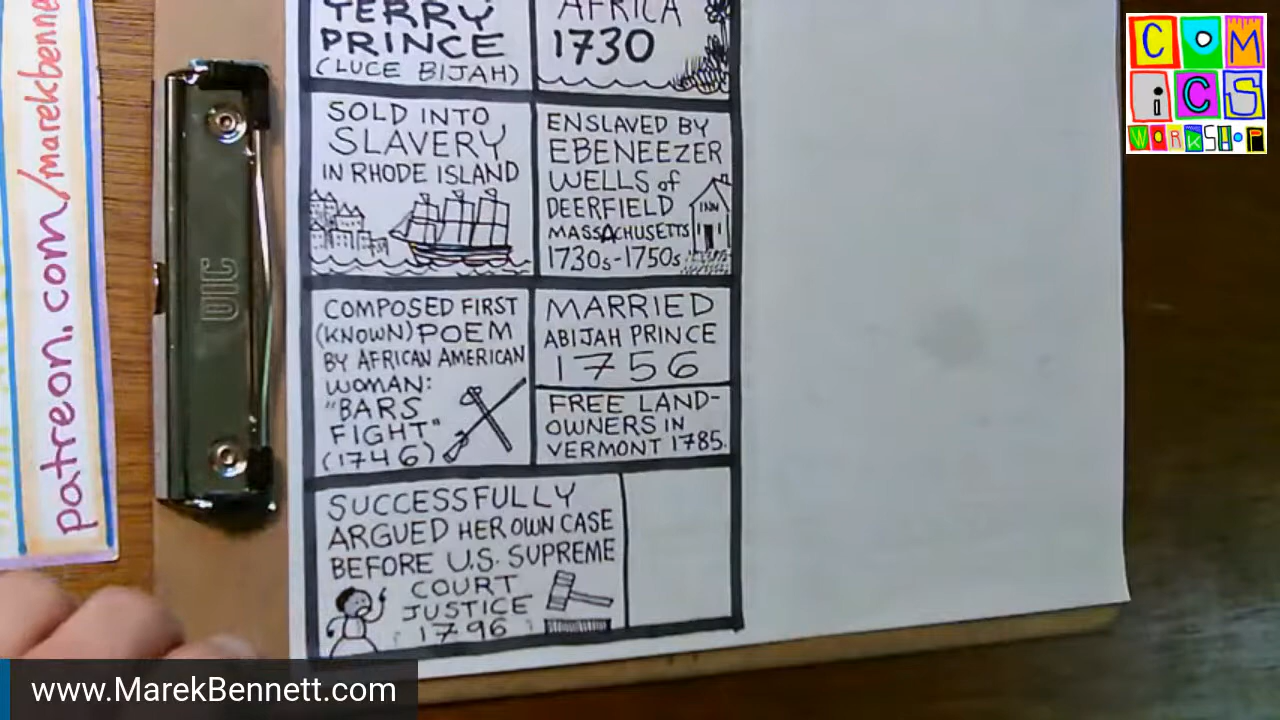 TERRY
PRINCE
(LUCE BIJAH)
AFRICA
1730
SOLD INTO
SLAVERY
IN RHODE ISLAND
ENSLAVED BY
EBENEEZER
WELLS of
DEERFIELD
MASSACHUSETTS
1730s-1750s
INN
COMPOSED FIRST
(KNOWN) POEM
BY AFRICAN AMERICAN
WOMAN:
"BARS
FIGHT"
(1746)
MARRIED
ABIJAH PRINCE
1756
FREE LAND-
OWNERS IN
VERMONT 1785.
SUCCESSFULLY
ARGUED HER OWN CASE
BEFORE U.S. SUPREME
COURT
JUSTICE
1796
patreon.com/marekbenne
OIC
COM
iCS
WORKSHOP
www.MarekBennett.com